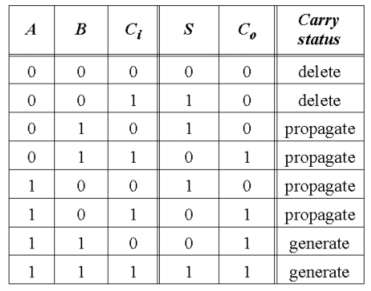 A B Ci S Co Carry status
0 0 0 0 0 delete
0 0 1 1 0 delete
0 1 0 1 0 propagate
0 1 1 0 1 propagate
1 0 0 1 0 propagate
1 0 1 0 1 propagate
1 1 0 0 1 generate
1 1 1 1 1 generate